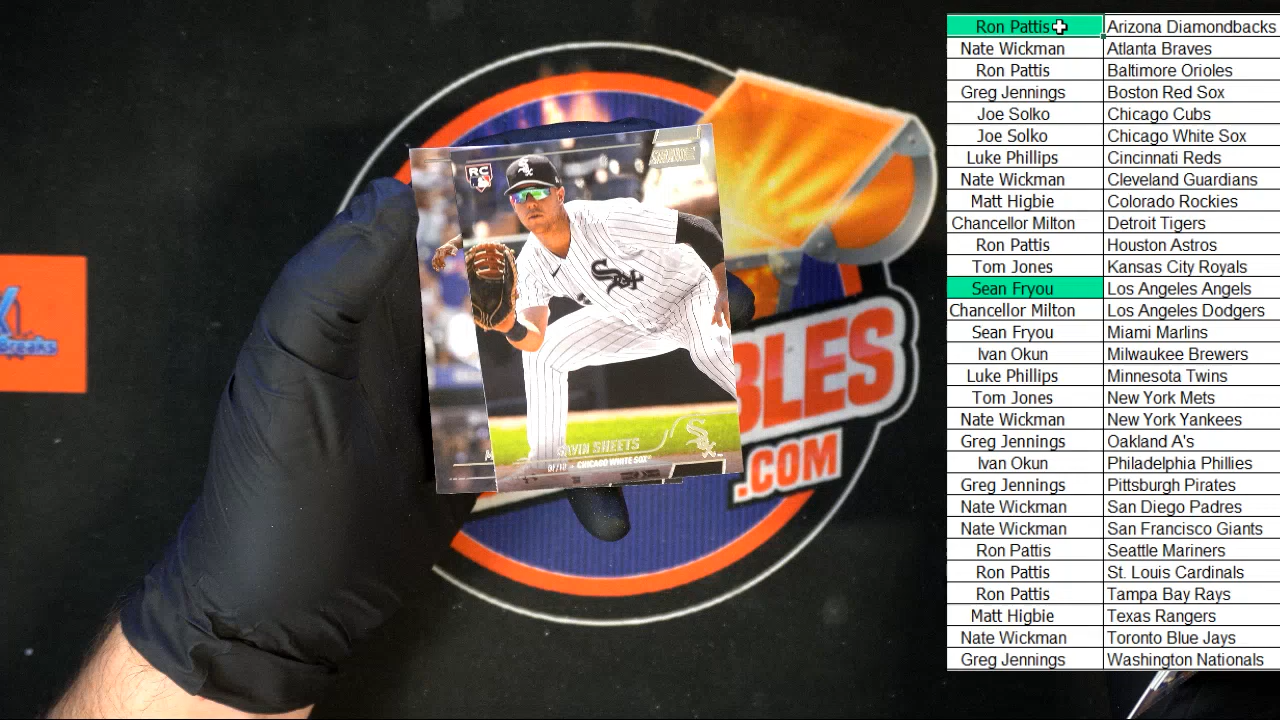 Ron Pattis Arizona Diamondbacks
Nate Wickman Atlanta Braves
Ron Pattis Baltimore Orioles
Greg Jennings Boston Red Sox
Joe Solko Chicago Cubs
Joe Solko Chicago White Sox
Luke Phillips Cincinnati Reds
Nate Wickman Cleveland Guardians
Matt Higbie Colorado Rockies
Chancellor Milton Detroit Tigers
Ron Pattis Houston Astros
Tom Jones Kansas City Royals
Sean Fryou Los Angeles Angels
Chancellor Milton Los Angeles Dodgers
Sean Fryou Miami Marlins
Ivan Okun Milwaukee Brewers
Luke Phillips Minnesota Twins
Tom Jones New York Mets
Nate Wickman New York Yankees
Greg Jennings Oakland A's
Ivan Okun Philadelphia Phillies
Greg Jennings Pittsburgh Pirates
Nate Wickman San Diego Padres
Nate Wickman San Francisco Giants
Ron Pattis Seattle Mariners
Ron Pattis St. Louis Cardinals
Ron Pattis Tampa Bay Rays
Matt Higbie Texas Rangers
Nate Wickman Toronto Blue Jays
Greg Jennings Washington Nationals
RC
Sox
GAVIN SHEETS
CHICAGO WHITE SOX
BLES
.COM
Breaks